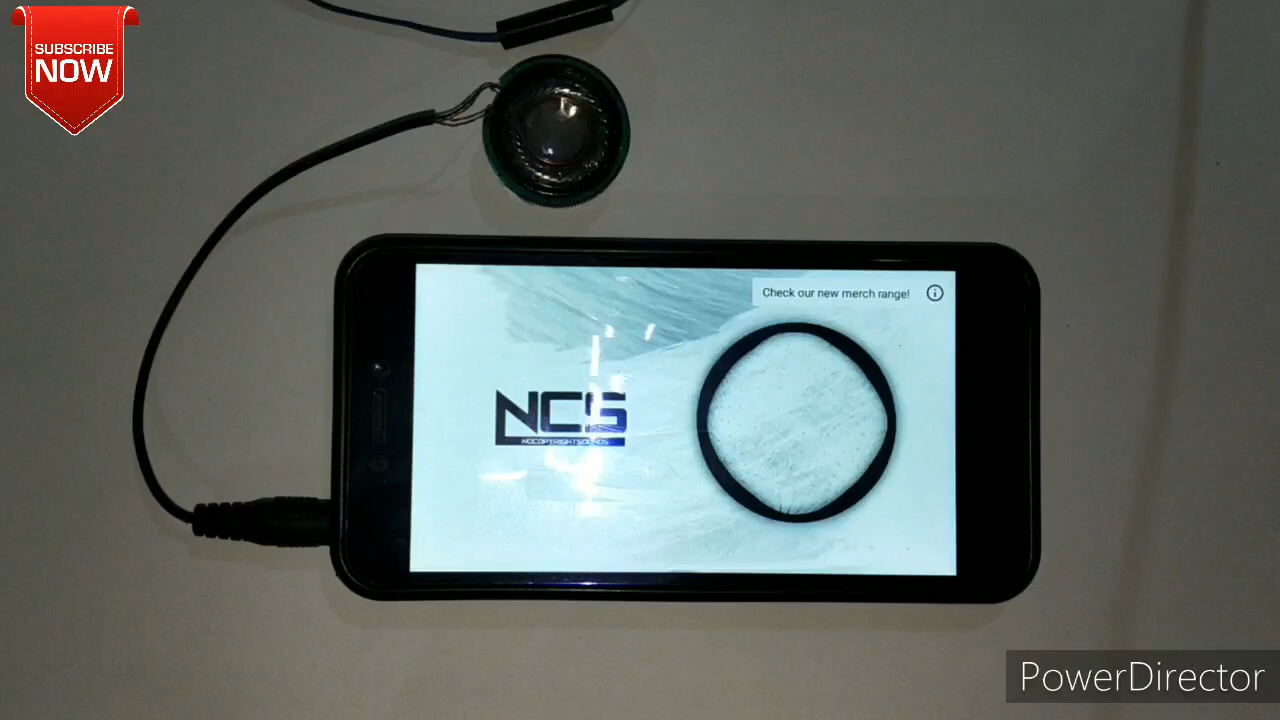 SUBSCRIBE
NOW
Check our new merch range!
NCS
NOCOPYRIGHTSOUNDS
PowerDirector